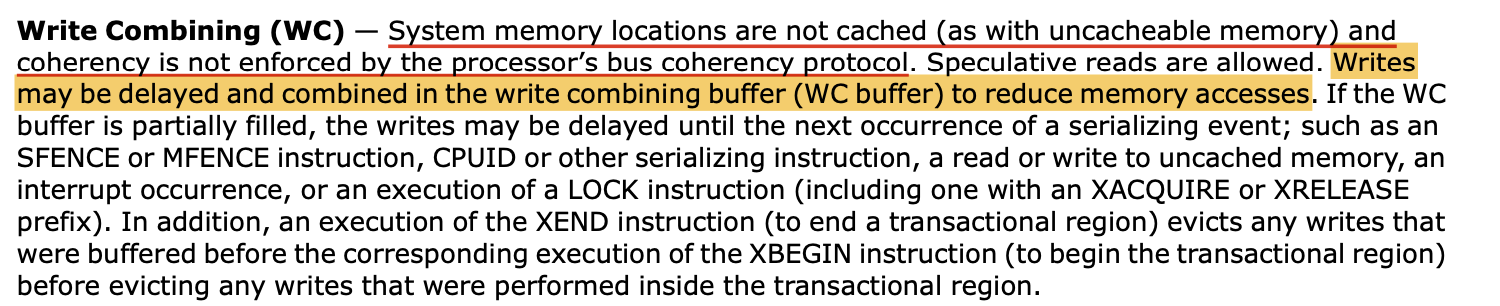 Write Combining (WC) — System memory locations are not cached (as with uncacheable memory) and
coherency is not enforced by the processor’s bus coherency protocol. Speculative reads are allowed. Writes
may be delayed and combined in the write combining buffer (WC buffer) to reduce memory accesses. If the WC
buffer is partially filled, the writes may be delayed until the next occurrence of a serializing event; such as an
SFENCE or MFENCE instruction, CPUID or other serializing instruction, a read or write to uncached memory, an
interrupt occurrence, or an execution of a LOCK instruction (including one with an XACQUIRE or XRELEASE
prefix). In addition, an execution of the XEND instruction (to end a transactional region) evicts any writes that
were buffered before the corresponding execution of the XBEGIN instruction (to begin the transactional region)
before evicting any writes that were performed inside the transactional region.